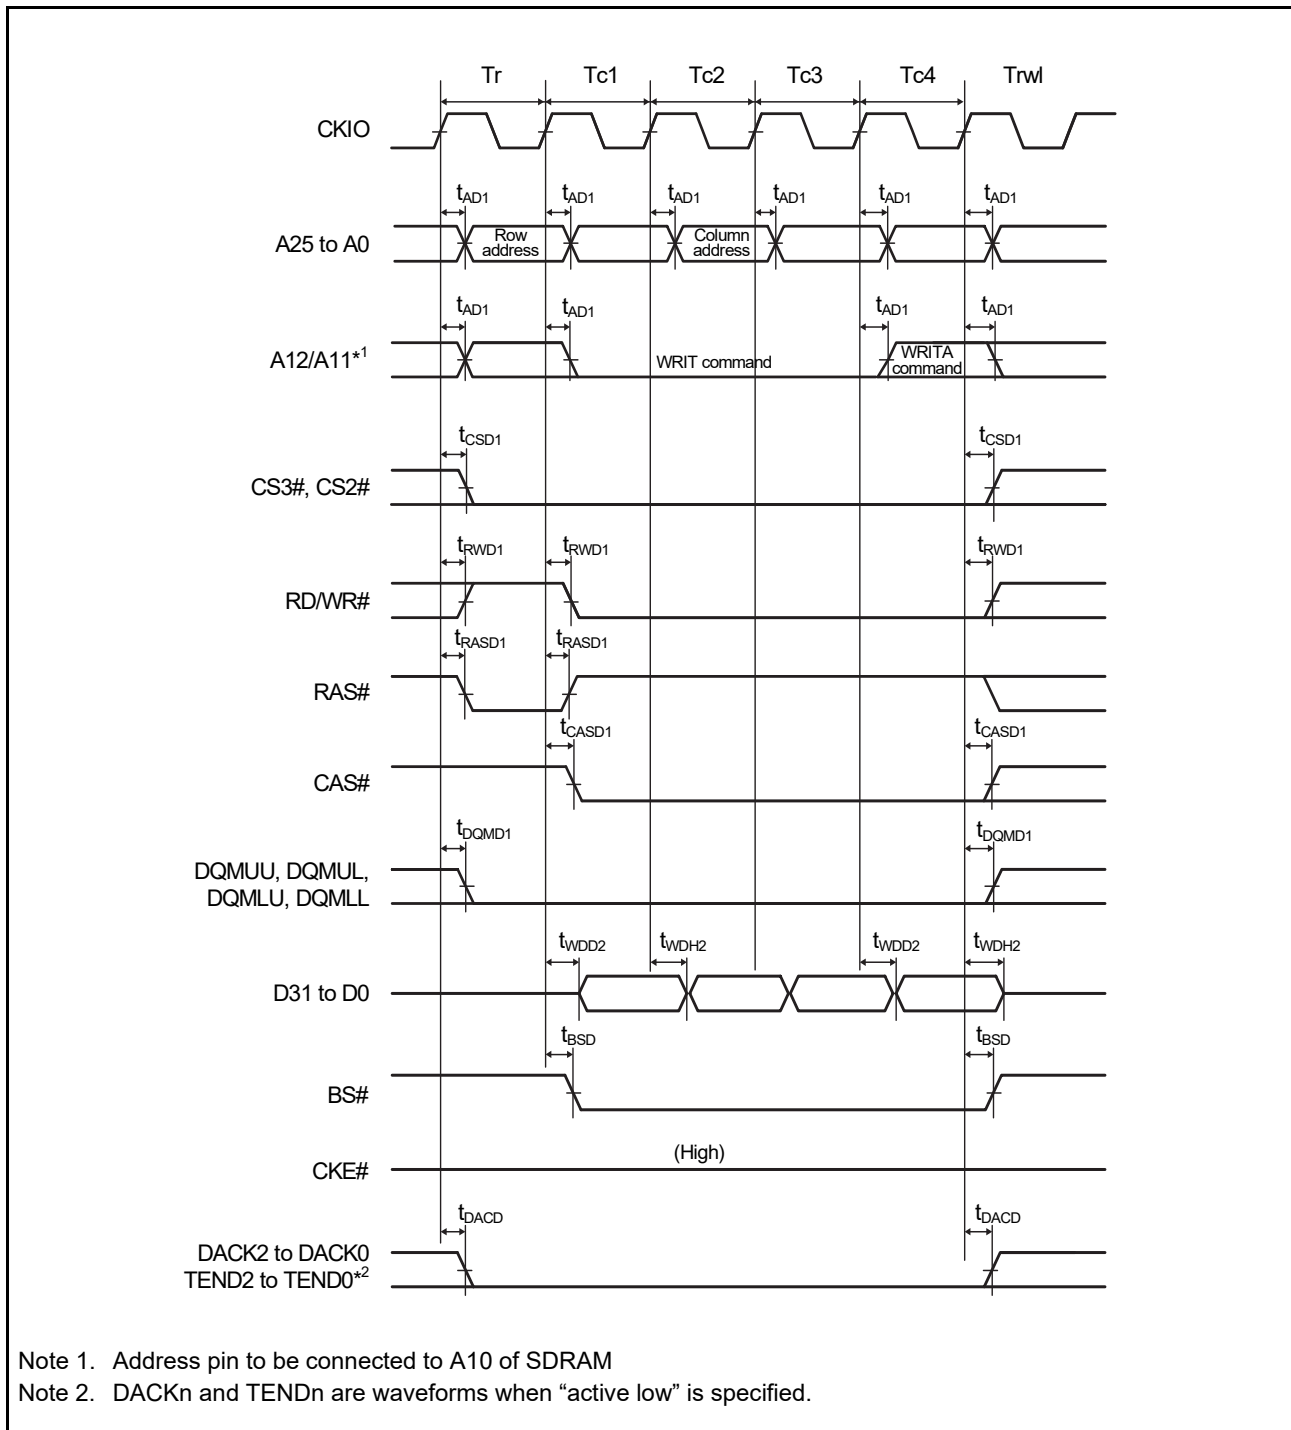 Tr Tc1 Tc2 Tc3 Tc4 Trwl
CKIO
tAD1 tAD1 tAD1 tAD1 tAD1 tAD1
A25 to A0
Row address
Column address
tAD1 tAD1 tAD1 tAD1
A12/A11*1
WRIT command
WRITA command
tCSD1 tCSD1
CS3#, CS2#
tRWD1 tRWD1 tRWD1
RD/WR#
tRASD1 tRASD1
RAS#
tCASD1 tCASD1
CAS#
tDQMD1 tDQMD1
DQMUU, DQMUL,
DQMLU, DQMLL
tWDD2 tWDH2 tWDD2 tWDH2
D31 to D0
tBSD tBSD
BS#
(High)
CKE#
tDACD tDACD
DACK2 to DACK0
TEND2 to TEND0*2
Note 1. Address pin to be connected to A10 of SDRAM
Note 2. DACKn and TENDn are waveforms when “active low” is specified.